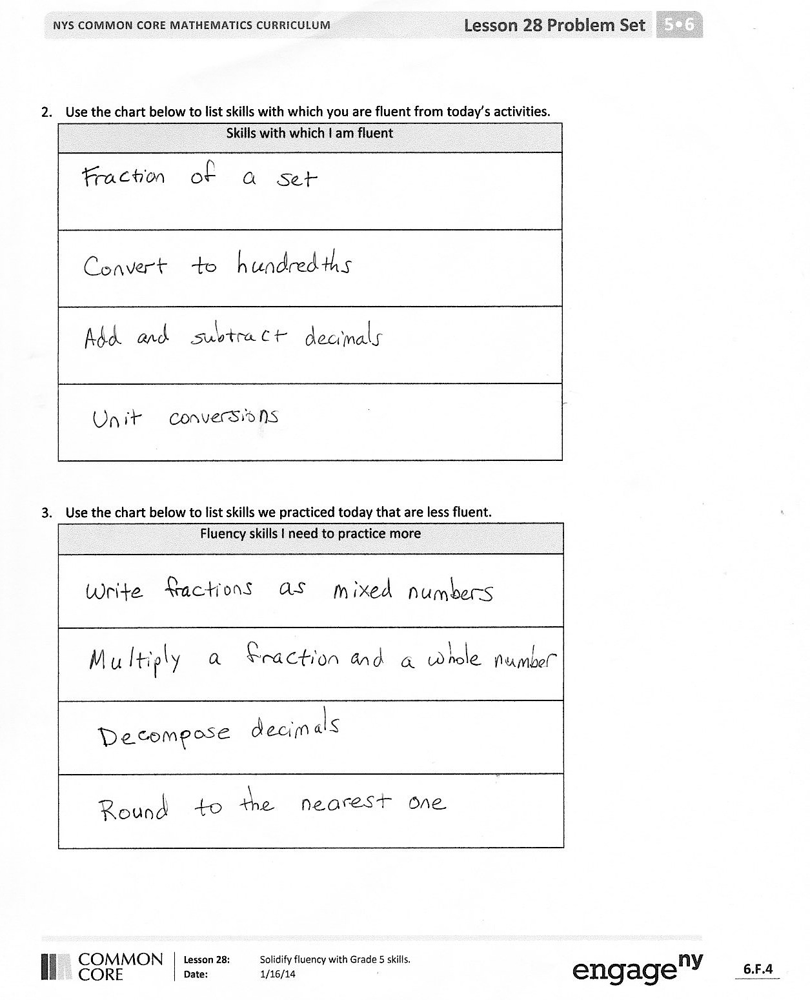 NYS COMMON CORE MATHEMATICS CURRICULUM Lesson 28 Problem Set 5•6
2. Use the chart below to list skills with which you are fluent from today's activities.
Skills with which I am fluent
Fraction of a set
Convert to hundredths
Add and subtract decimals
Unit conversions
3. Use the chart below to list skills we practiced today that are less fluent.
Fluency skills I need to practice more
Write fractions as mixed numbers
Multiply a fraction and a whole number
Decompose decimals
Round to the nearest one
COMMON CORE
Lesson 28: Solidify fluency with Grade 5 skills.
Date: 1/16/14
engageny
6.F.4